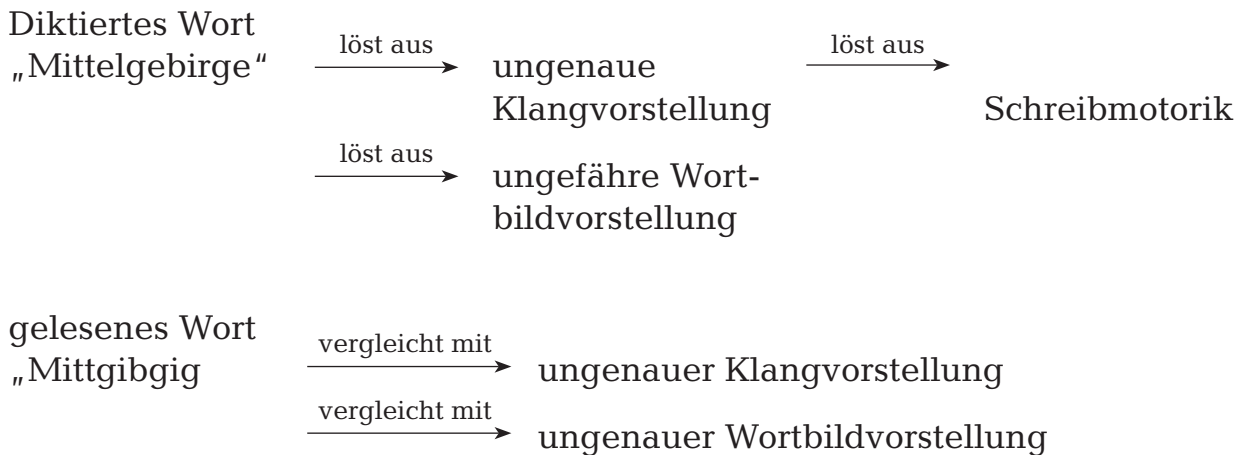 Diktiertes Wort
„Mittelgebirge“
löst aus
ungenaue
Klangvorstellung
löst aus
Schreibmotorik
löst aus
ungefähre Wort-
bildvorstellung
gelesenes Wort
„Mittgibgig
vergleicht mit
ungenauer Klangvorstellung
vergleicht mit
ungenauer Wortbildvorstellung